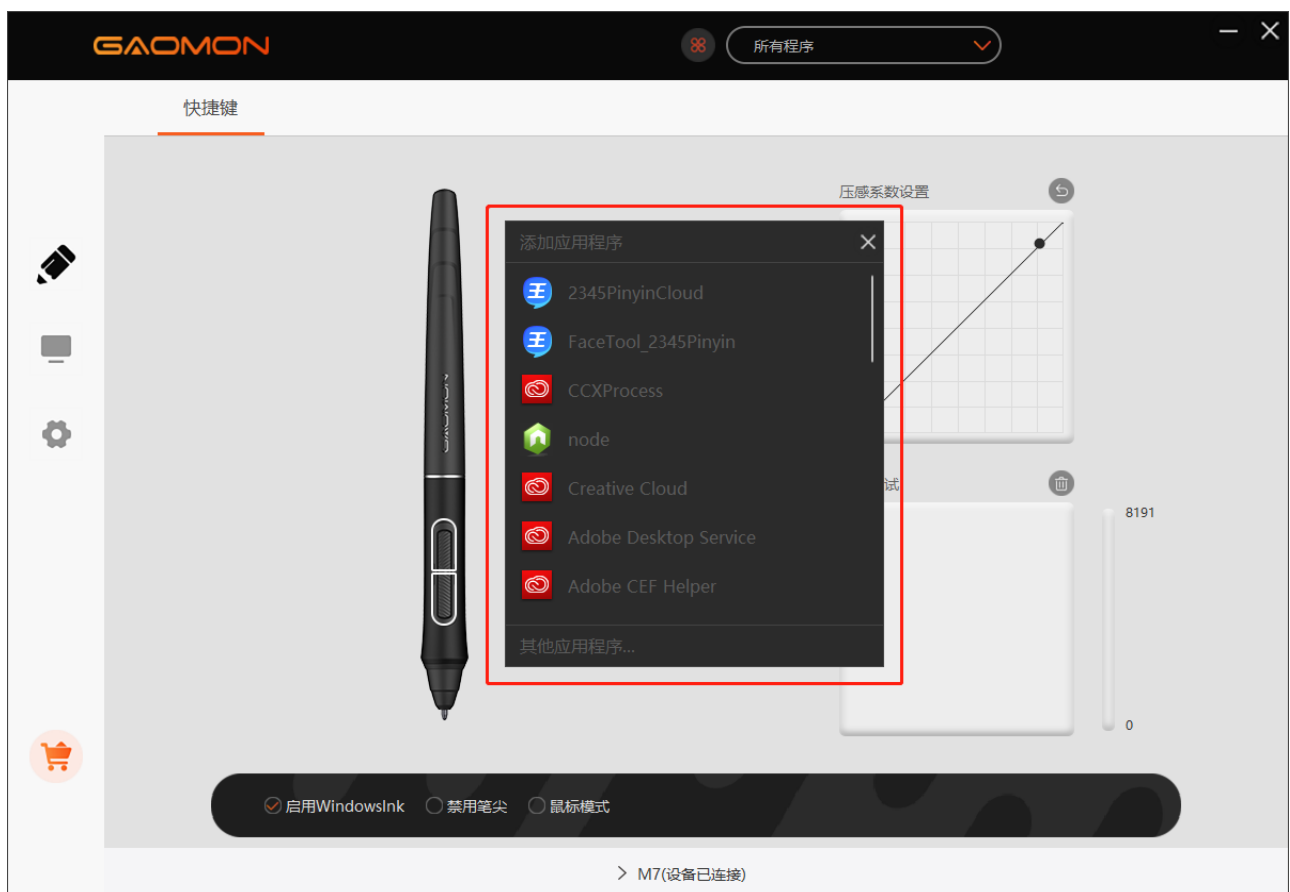 GAOMON
所有程序
快捷键
压感系数设置
添加应用程序
2345PinyinCloud
FaceTool_2345Pinyin
CCXProcess
node
Creative Cloud
Adobe Desktop Service
Adobe CEF Helper
其他应用程序...
GAOMON
试
8191
0
启用WindowsInk 禁用笔尖 鼠标模式
M7(设备已连接)